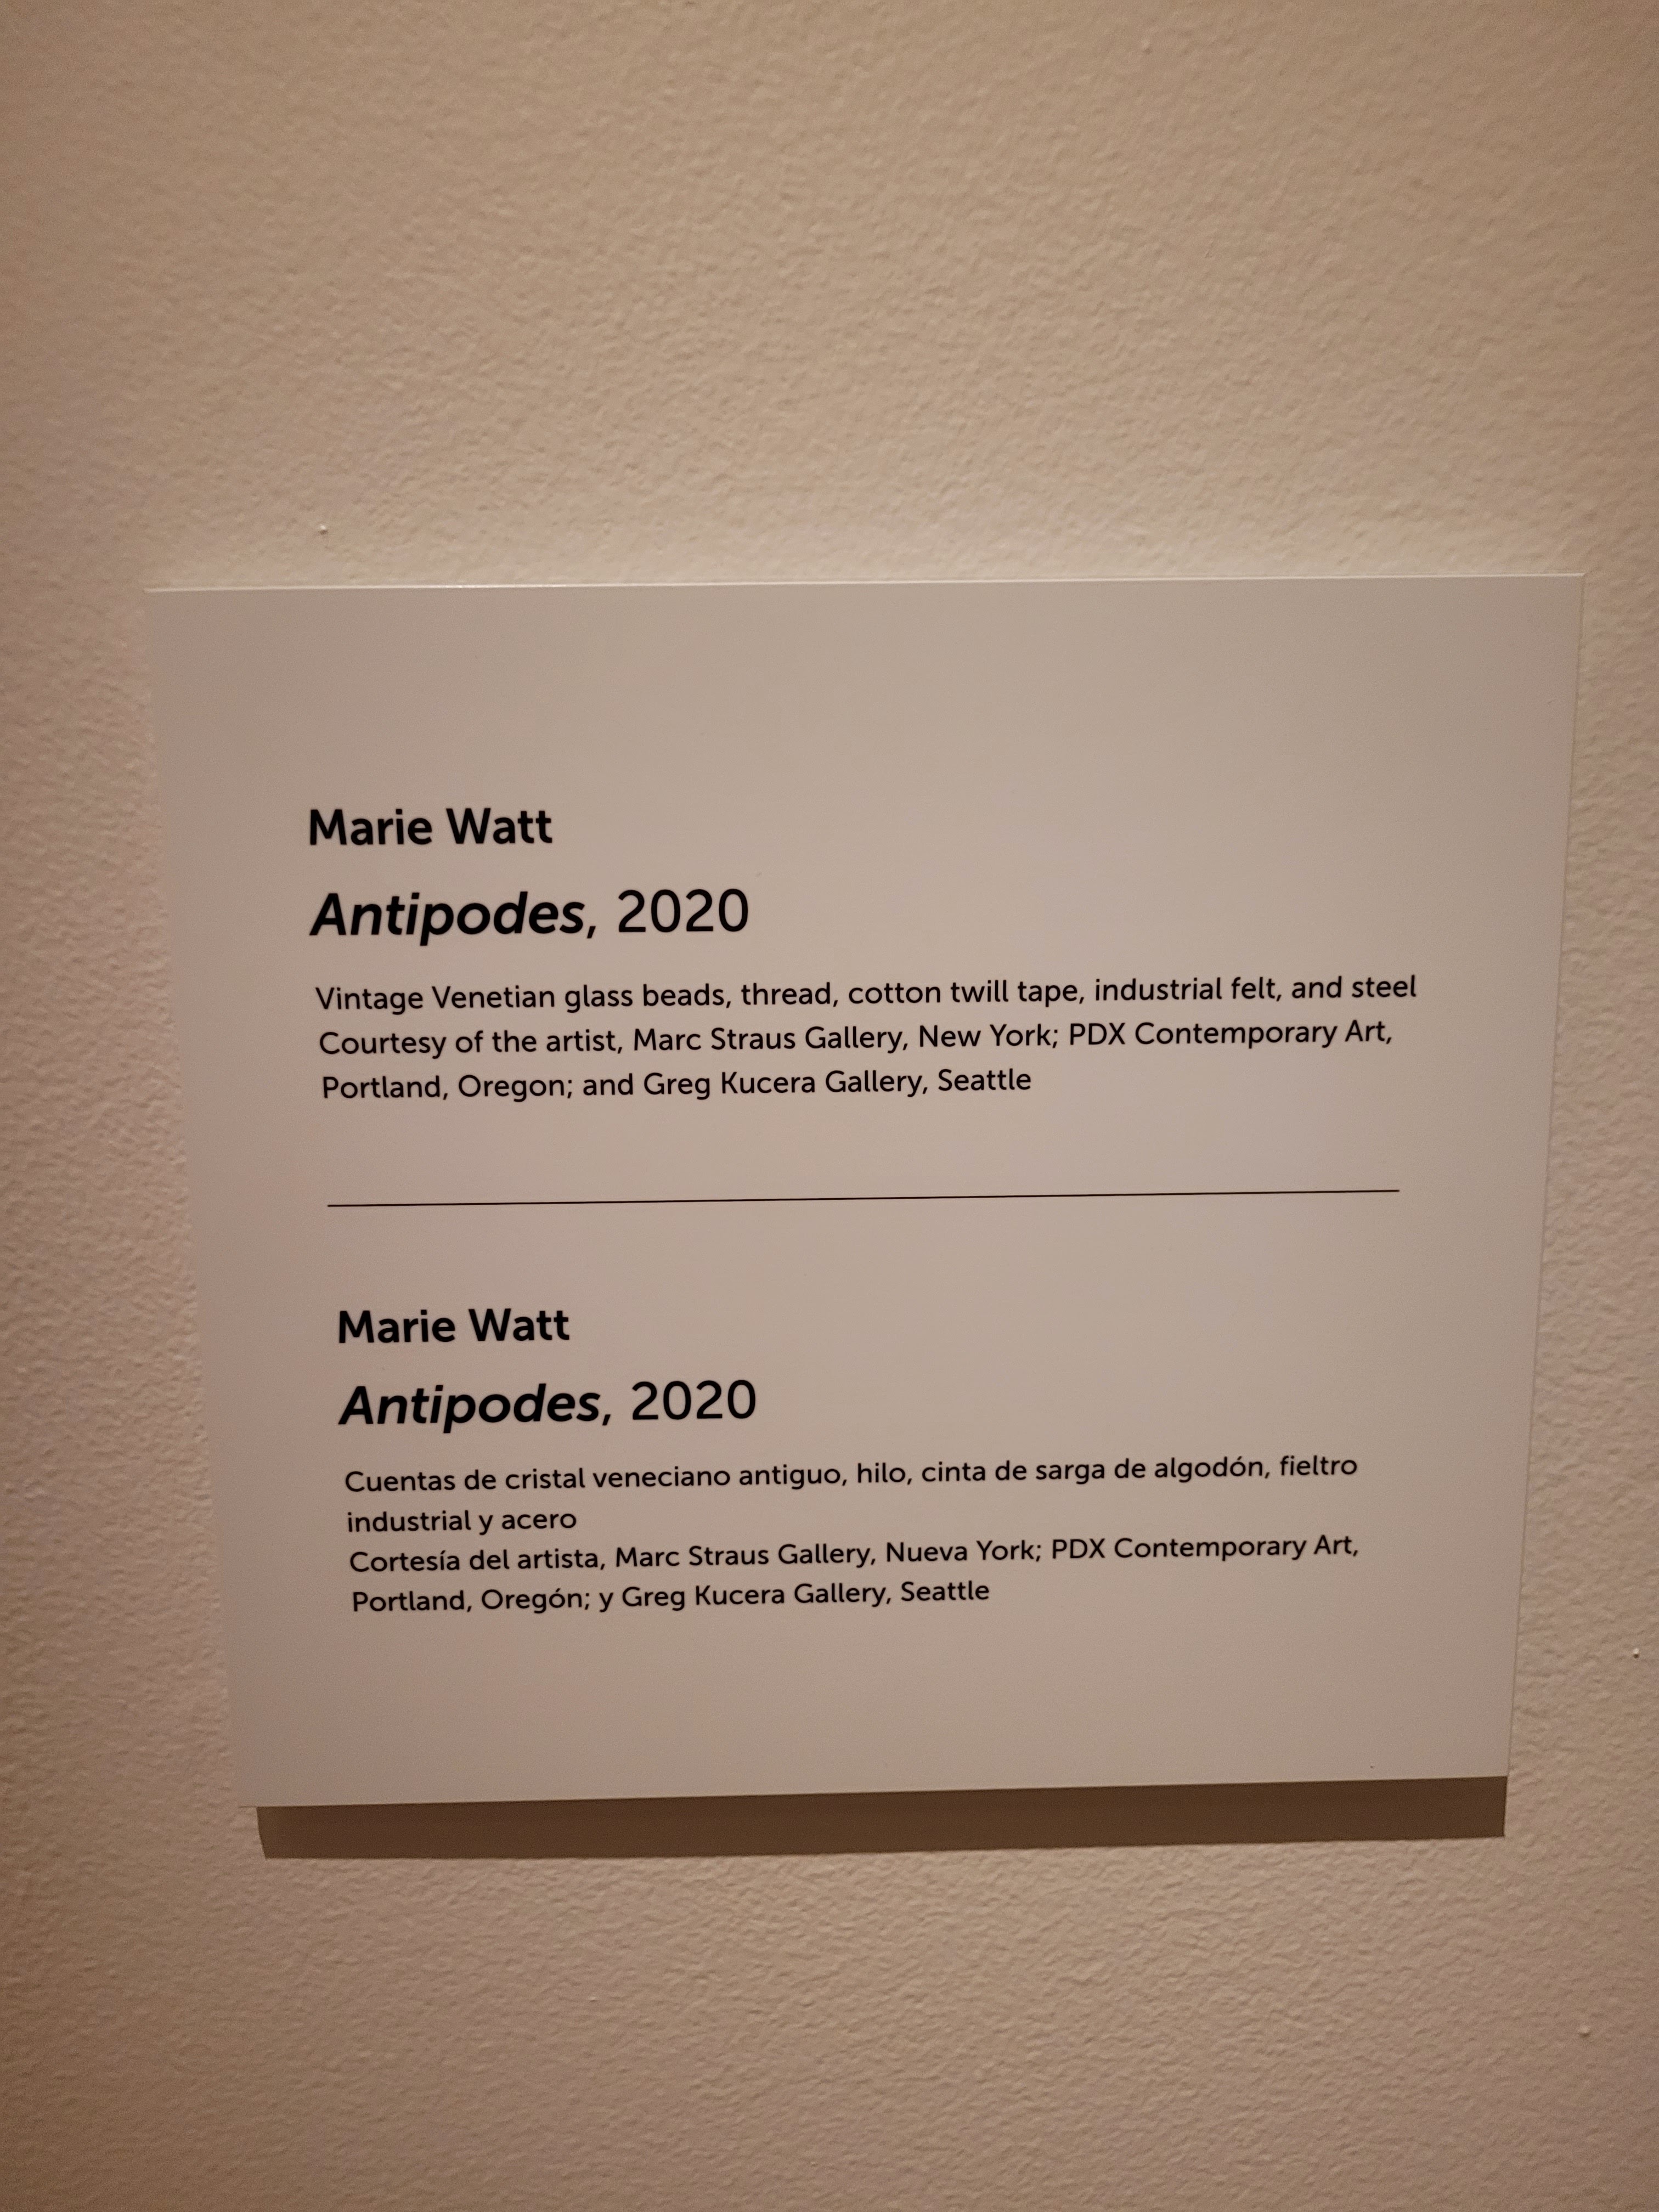 Marie Watt
Antipodes, 2020
Vintage Venetian glass beads, thread, cotton twill tape, industrial felt, and steel
Courtesy of the artist, Marc Straus Gallery, New York; PDX Contemporary Art,
Portland, Oregon; and Greg Kucera Gallery, Seattle
Marie Watt
Antipodes, 2020
Cuentas de cristal veneciano antiguo, hilo, cinta de sarga de algodón, fieltro
industrial y acero
Cortesía del artista, Marc Straus Gallery, Nueva York; PDX Contemporary Art,
Portland, Oregón; y Greg Kucera Gallery, Seattle